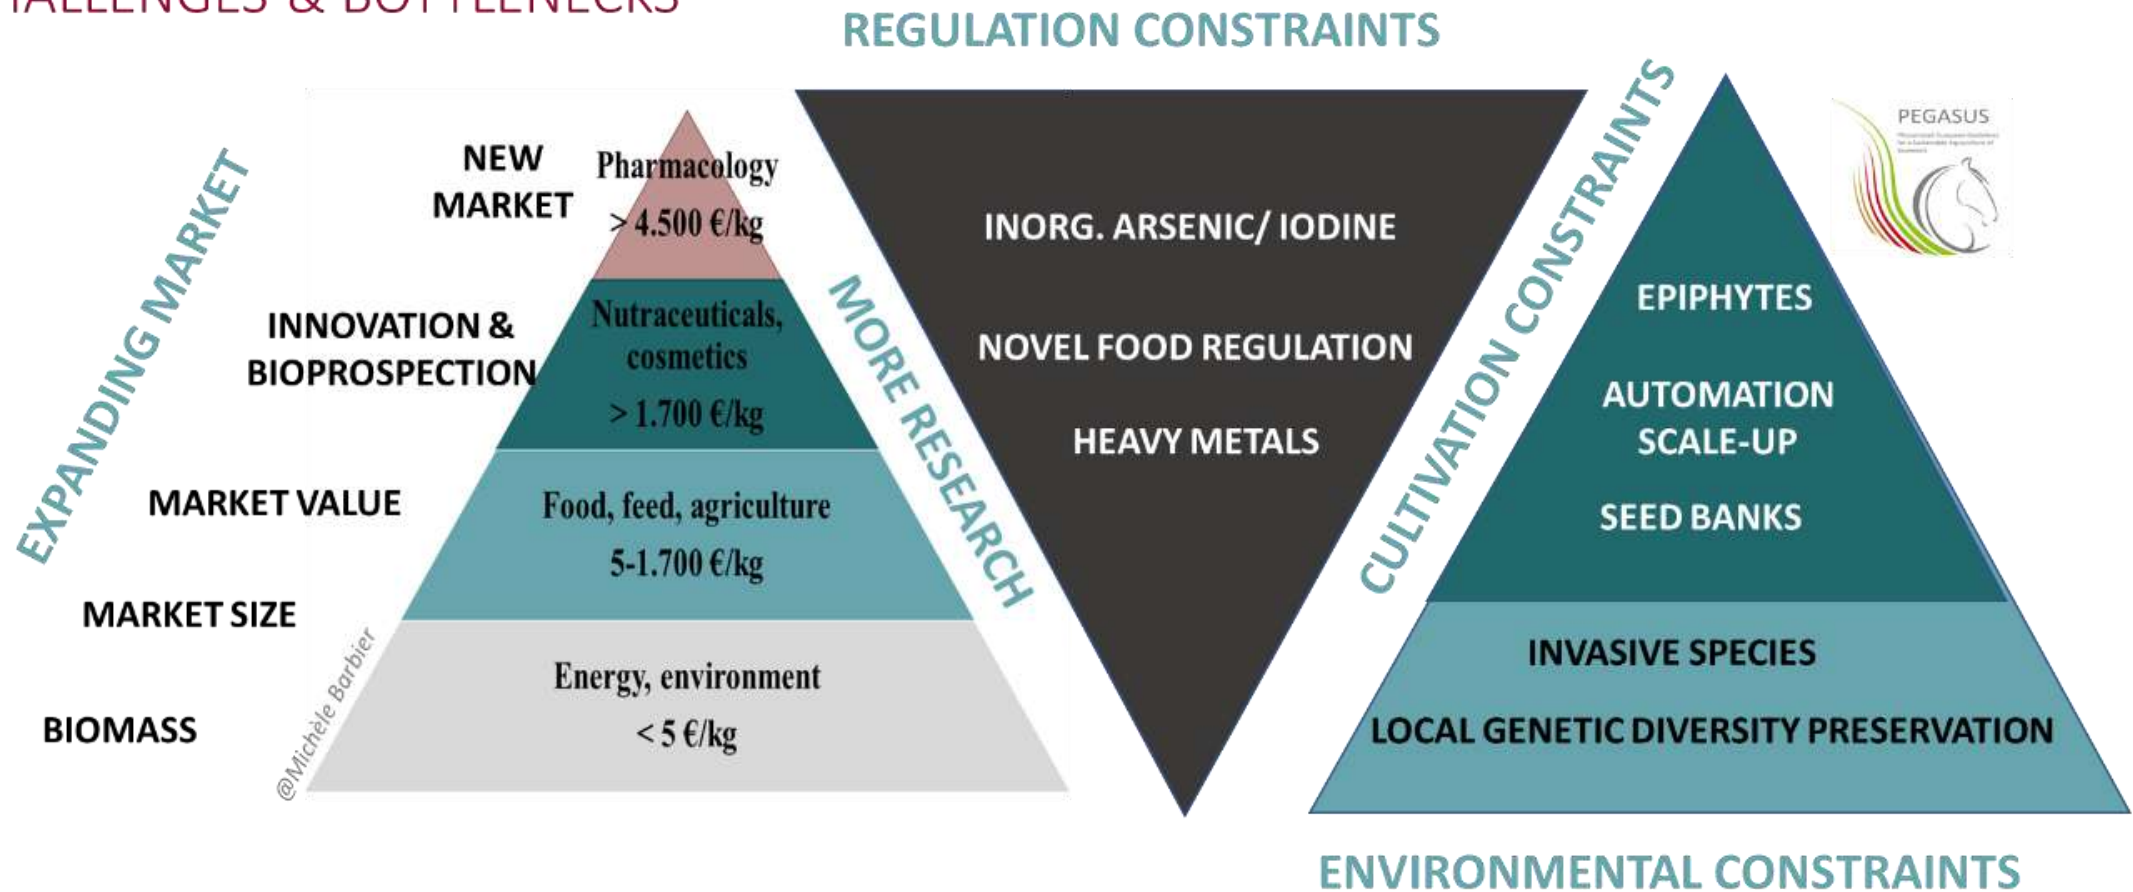 ALLENGES & BOTTLENECKS
REGULATION CONSTRAINTS
EXPANDING MARKET
NEW
MARKET
INNOVATION &
BIOPROSPECTION
MARKET VALUE
MARKET SIZE
BIOMASS
@Michèle Barbier
Pharmacology
> 4.500 €/kg
Nutraceuticals,
cosmetics
> 1.700 €/kg
Food, feed, agriculture
5-1.700 €/kg
Energy, environment
< 5 €/kg
MORE RESEARCH
INORG. ARSENIC/ IODINE
NOVEL FOOD REGULATION
HEAVY METALS
CULTIVATION CONSTRAINTS
EPIPHYTES
AUTOMATION
SCALE-UP
SEED BANKS
INVASIVE SPECIES
LOCAL GENETIC DIVERSITY PRESERVATION
ENVIRONMENTAL CONSTRAINTS
PEGASUS